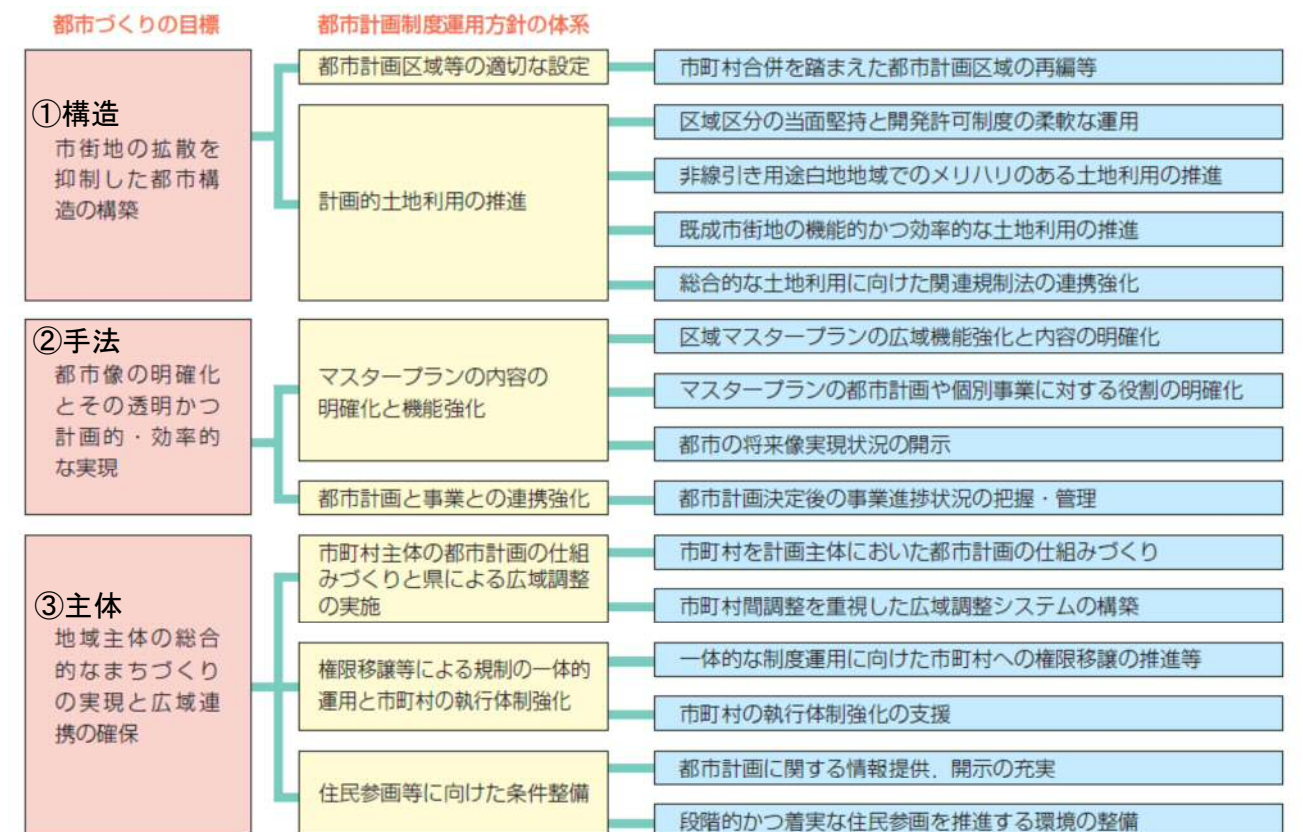 都市づくりの目標
都市計画制度運用方針の体系
①構造
市街地の拡散を
抑制した都市構
造の構築
都市計画区域等の適切な設定
市町村合併を踏まえた都市計画区域の再編等
計画的土地利用の推進
区域区分の当面堅持と開発許可制度の柔軟な運用
非線引き用途白地地域でのメリハリのある土地利用の推進
既成市街地の機能的かつ効率的な土地利用の推進
総合的な土地利用に向けた関連規制法の連携強化
②手法
都市像の明確化
とその透明かつ
計画的・効率的
な実現
マスタープランの内容の
明確化と機能強化
区域マスタープランの広域機能強化と内容の明確化
マスタープランの都市計画や個別事業に対する役割の明確化
都市の将来像実現状況の開示
都市計画と事業との連携強化
都市計画決定後の事業進捗状況の把握・管理
③主体
地域主体の総合
的なまちづくり
の実現と広域連
携の確保
市町村主体の都市計画の仕組
みづくりと県による広域調整
の実施
市町村を計画主体においた都市計画の仕組みづくり
市町村間調整を重視した広域調整システムの構築
権限移譲等による規制の一体的
運用と市町村の執行体制強化
一体的な制度運用に向けた市町村への権限移譲の推進等
市町村の執行体制強化の支援
住民参画等に向けた条件整備
都市計画に関する情報提供，開示の充実
段階的かつ着実な住民参画を推進する環境の整備